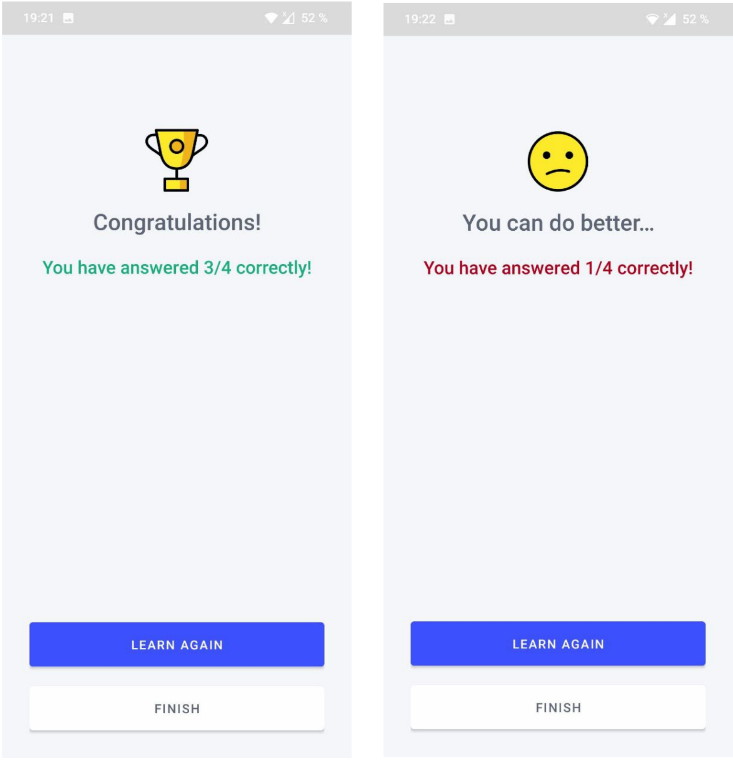 19:21 52 %
Congratulations!
You have answered 3/4 correctly!
LEARN AGAIN
FINISH
19:22 52 %
You can do better...
You have answered 1/4 correctly!
LEARN AGAIN
FINISH